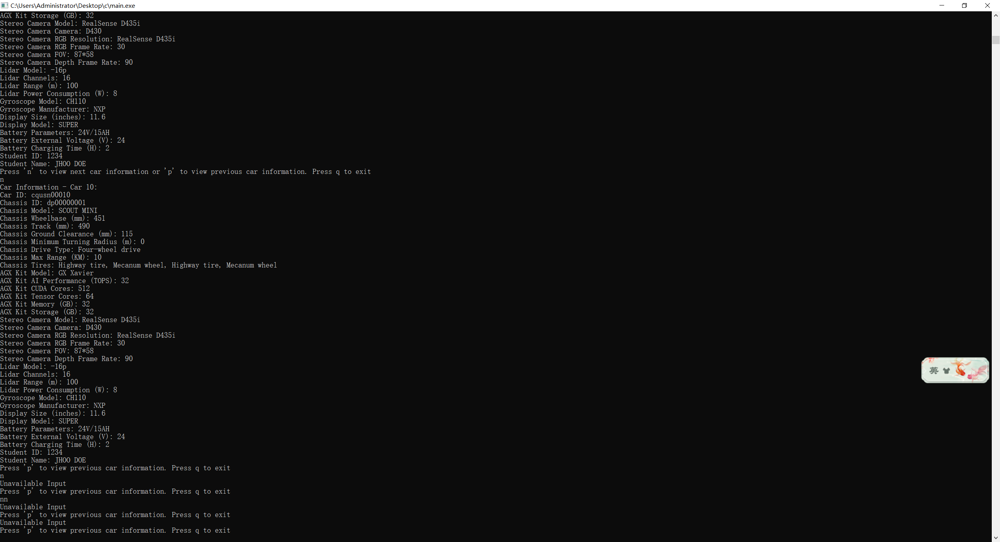 C:\Users\Administrator\Desktop\c\main.exe
AGX Kit Storage (GB): 32
Stereo Camera Model: RealSense D435i
Stereo Camera Camera: D430
Stereo Camera RGB Resolution: RealSense D435i
Stereo Camera RGB Frame Rate: 30
Stereo Camera FOV: 87*58
Stereo Camera Depth Frame Rate: 90
Lidar Model: -16p
Lidar Channels: 16
Lidar Range (m): 100
Lidar Power Consumption (W): 8
Gyroscope Model: CH110
Gyroscope Manufacturer: NXP
Display Size (inches): 11.6
Display Model: SUPER
Battery Parameters: 24V/15AH
Battery External Voltage (V): 24
Battery Charging Time (H): 2
Student ID: 1234
Student Name: JHOO DOE
Press 'n' to view next car information or 'p' to view previous car information. Press q to exit
n
Car Information - Car 10:
Car ID: cqusn00010
Chassis ID: dp00000001
Chassis Model: SCOUT MINI
Chassis Wheelbase (mm): 451
Chassis Track (mm): 490
Chassis Ground Clearance (mm): 115
Chassis Minimum Turning Radius (m): 0
Chassis Drive Type: Four-wheel drive
Chassis Max Range (KM): 10
Chassis Tires: Highway tire, Mecanum wheel, Highway tire, Mecanum wheel
AGX Kit Model: GX Xavier
AGX Kit AI Performance (TOPS): 32
AGX Kit CUDA Cores: 512
AGX Kit Tensor Cores: 64
AGX Kit Memory (GB): 32
AGX Kit Storage (GB): 32
Stereo Camera Model: RealSense D435i
Stereo Camera Camera: D430
Stereo Camera RGB Resolution: RealSense D435i
Stereo Camera RGB Frame Rate: 30
Stereo Camera FOV: 87*58
Stereo Camera Depth Frame Rate: 90
Lidar Model: -16p
Lidar Channels: 16
Lidar Range (m): 100
Lidar Power Consumption (W): 8
Gyroscope Model: CH110
Gyroscope Manufacturer: NXP
Display Size (inches): 11.6
Display Model: SUPER
Battery Parameters: 24V/15AH
Battery External Voltage (V): 24
Battery Charging Time (H): 2
Student ID: 1234
Student Name: JHOO DOE
Press 'p' to view previous car information. Press q to exit
n
Unavailable Input
Press 'p' to view previous car information. Press q to exit
nn
Unavailable Input
Press 'p' to view previous car information. Press q to exit
Unavailable Input
Press 'p' to view previous car information. Press q to exit
英